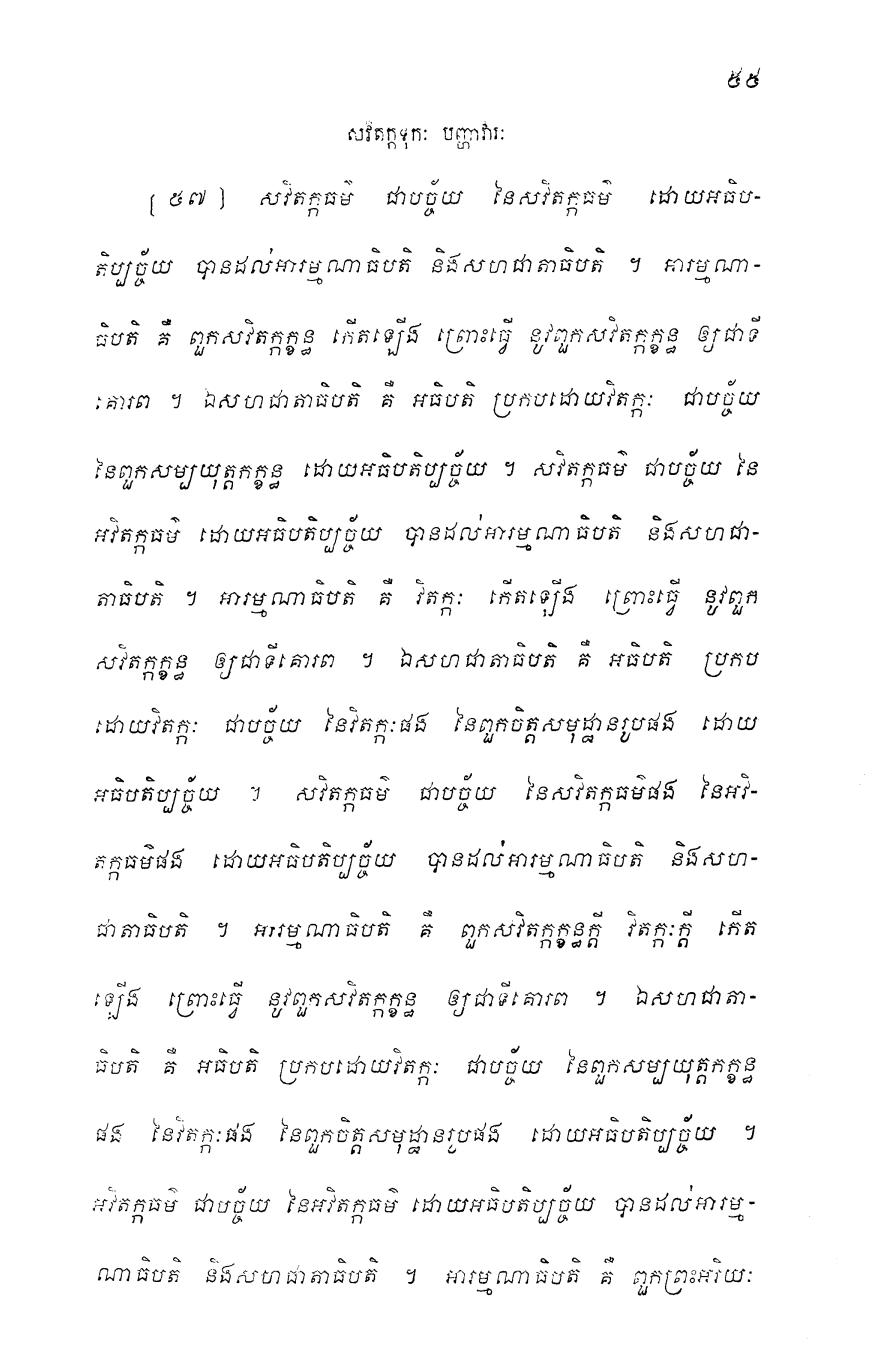 ៥៥
សវិតក្កទុកៈ បញ្ហាវារៈ
[ ៥៧ ] សវិតក្កធម៌ ជាបច្ច័យ នៃសវិតក្កធម៌ ដោយអធិប-
តិប្បច្ច័យ បានដល់អារម្មណាធិបតិ និងសហជាតាធិបតិ ។ អារម្មណា-
ធិបតិ គឺ ពួកសវិតក្កក្ខន្ធ កើតឡើង ព្រោះធ្វើ នូវពួកសវិតក្កក្ខន្ធ ឲ្យជាទី
គោរព ។ ឯសហជាតាធិបតិ គឺ អធិបតិ ប្រកបដោយវិតក្កៈ ជាបច្ច័យ
នៃពួកសម្បយុត្តកក្ខន្ធ ដោយអធិបតិប្បច្ច័យ ។ សវិតក្កធម៌ ជាបច្ច័យ នៃ
អវិតក្កធម៌ ដោយអធិបតិប្បច្ច័យ បានដល់អារម្មណាធិបតិ និងសហជា-
តាធិបតិ ។ អារម្មណាធិបតិ គឺ វិតក្កៈ កើតឡើង ព្រោះធ្វើ នូវពួក
សវិតក្កក្ខន្ធ ឲ្យជាទីគោរព ។ ឯសហជាតាធិបតិ គឺ អធិបតិ ប្រកប
ដោយវិតក្កៈ ជាបច្ច័យ នៃវិតក្កៈផង នៃពួកចិត្តសមុដ្ឋានរូបផង ដោយ
អធិបតិប្បច្ច័យ ។ សវិតក្កធម៌ ជាបច្ច័យ នៃសវិតក្កធម៌ផង នៃអវិ-
តក្កធម៌ផង ដោយអធិបតិប្បច្ច័យ បានដល់អារម្មណាធិបតិ និងសហ-
ជាតាធិបតិ ។ អារម្មណាធិបតិ គឺ ពួកសវិតក្កក្ខន្ធក្តី វិតក្កៈក្តី កើត
ឡើង ព្រោះធ្វើ នូវពួកសវិតក្កក្ខន្ធ ឲ្យជាទីគោរព ។ ឯសហជាតា-
ធិបតិ គឺ អធិបតិ ប្រកបដោយវិតក្កៈ ជាបច្ច័យ នៃពួកសម្បយុត្តកក្ខន្ធ
ផង នៃវិតក្កៈផង នៃពួកចិត្តសមុដ្ឋានរូបផង ដោយអធិបតិប្បច្ច័យ ។
អវិតក្កធម៌ ជាបច្ច័យ នៃអវិតក្កធម៌ ដោយអធិបតិប្បច្ច័យ បានដល់អារម្ម-
ណាធិបតិ និងសហជាតាធិបតិ ។ អារម្មណាធិបតិ គឺ ពួកព្រះអរិយៈ